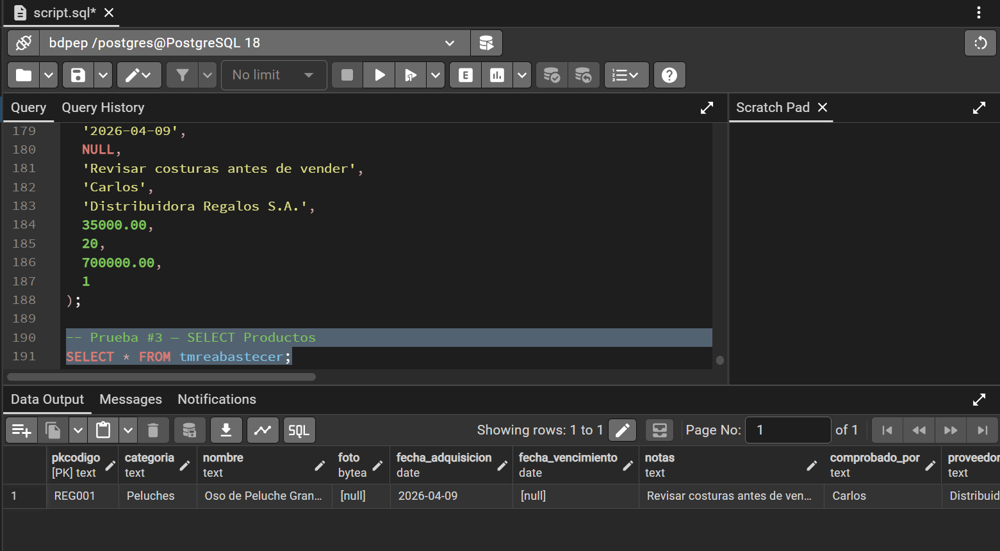 script.sql*
bdpep /postgres@PostgreSQL 18
No limit
E
Query Query History
Scratch Pad
179 '2026-04-09',
180 NULL,
181 'Revisar costuras antes de vender',
182 'Carlos',
183 'Distribuidora Regalos S.A.',
184 35000.00,
185 20,
186 700000.00,
187 1
188 );
189
190 -- Prueba #3 — SELECT Productos
191 SELECT * FROM tmreabastecer;
Data Output Messages Notifications
SQL Showing rows: 1 to 1 Page No: 1 of 1
pkcodigo categoria nombre foto fecha_adquisicion fecha_vencimiento notas comprobado_por proveedor
[PK] text text text bytea date date text text text
1 REG001 Peluches Oso de Peluche Gran... [null] 2026-04-09 [null] Revisar costuras antes de ven... Carlos Distribuid